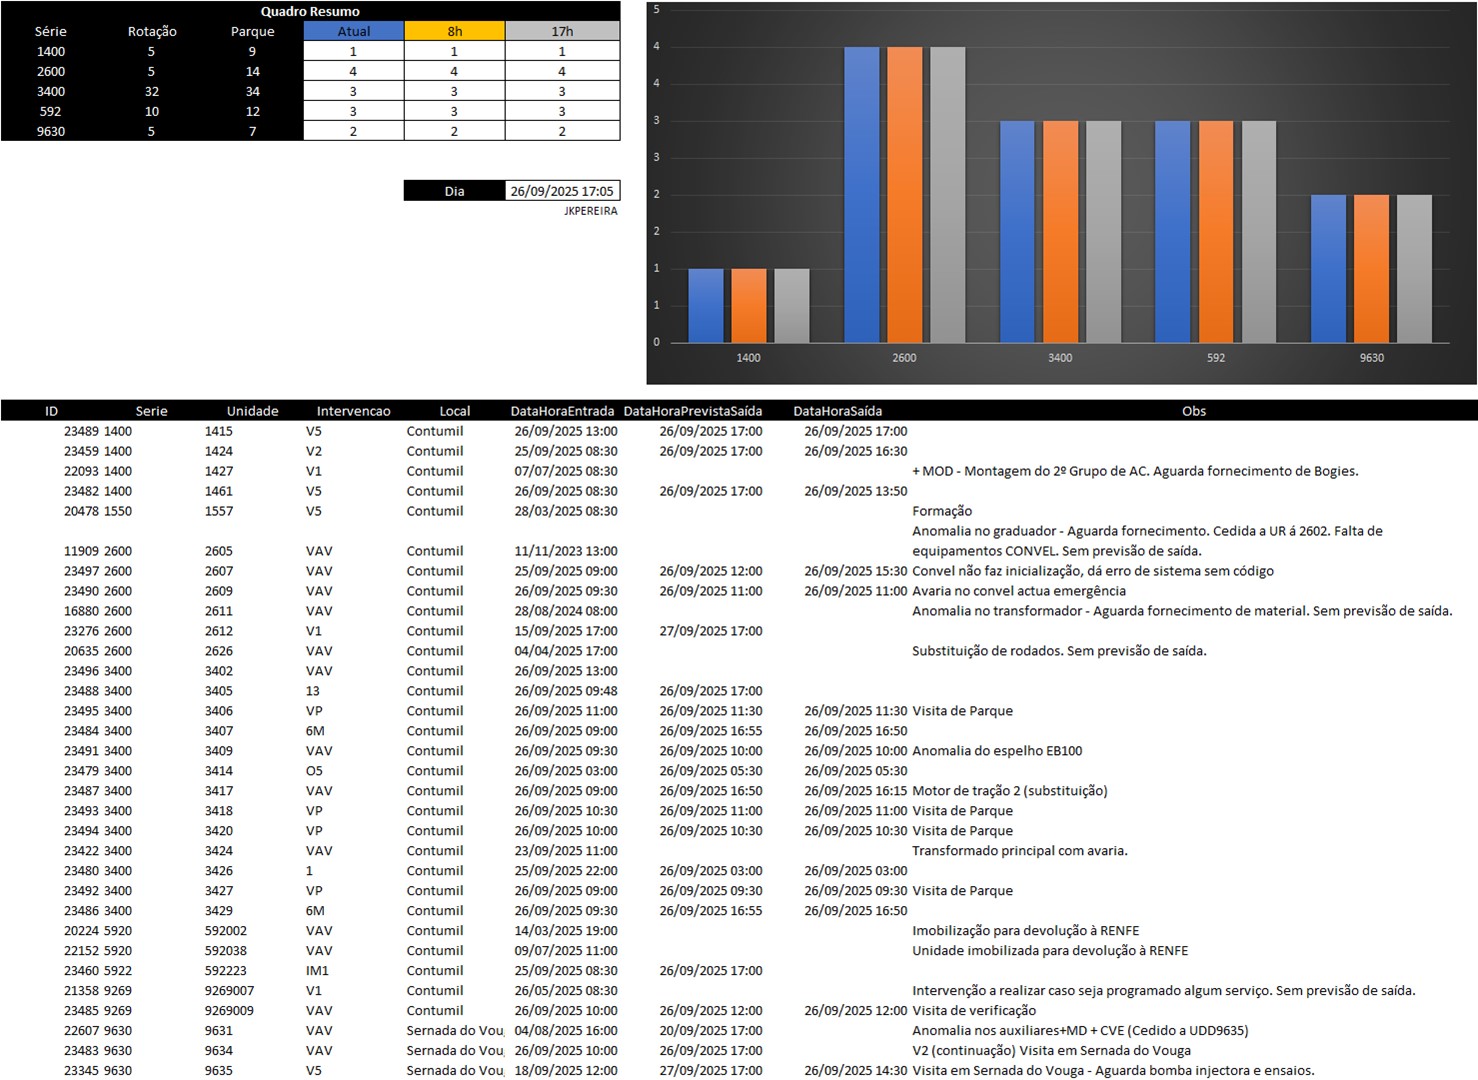 Quadro Resumo
Série Rotação Parque Atual 8h 17h
1400 5 9 1 1 1
2600 5 14 4 4 4
3400 32 34 3 3 3
592 10 12 3 3 3
9630 5 7 2 2 2
Dia 26/09/2025 17:05
JKPEREIRA
5
4
4
3
3
2
2
1
1
0
1400 2600 3400 592 9630
ID Serie Unidade Intervencao Local DataHoraEntrada DataHoraPrevistaSaída DataHoraSaída Obs
23489 1400 1415 V5 Contumil 26/09/2025 13:00 26/09/2025 17:00 26/09/2025 17:00
23459 1400 1424 V2 Contumil 25/09/2025 08:30 26/09/2025 17:00 26/09/2025 16:30
22093 1400 1427 V1 Contumil 07/07/2025 08:30 + MOD - Montagem do 2º Grupo de AC. Aguarda fornecimento de Bogies.
23482 1400 1461 V5 Contumil 26/09/2025 08:30 26/09/2025 17:00 26/09/2025 13:50
20478 1550 1557 V5 Contumil 28/03/2025 08:30 Formação
Anomalia no graduador - Aguarda fornecimento. Cedida a UR á 2602. Falta de
11909 2600 2605 VAV Contumil 11/11/2023 13:00 equipamentos CONVEL. Sem previsão de saída.
23497 2600 2607 VAV Contumil 25/09/2025 09:00 26/09/2025 12:00 26/09/2025 15:30 Convel não faz inicialização, dá erro de sistema sem código
23490 2600 2609 VAV Contumil 26/09/2025 09:30 26/09/2025 11:00 26/09/2025 11:00 Avaria no convel actua emergência
16880 2600 2611 VAV Contumil 28/08/2024 08:00 Anomalia no transformador - Aguarda fornecimento de material. Sem previsão de saída.
23276 2600 2612 V1 Contumil 15/09/2025 17:00 27/09/2025 17:00
20635 2600 2626 VAV Contumil 04/04/2025 17:00 Substituição de rodados. Sem previsão de saída.
23496 3400 3402 VAV Contumil 26/09/2025 13:00
23488 3400 3405 13 Contumil 26/09/2025 09:48 26/09/2025 17:00
23495 3400 3406 VP Contumil 26/09/2025 11:00 26/09/2025 11:30 26/09/2025 11:30 Visita de Parque
23484 3400 3407 6M Contumil 26/09/2025 09:00 26/09/2025 16:55 26/09/2025 16:50
23491 3400 3409 VAV Contumil 26/09/2025 09:30 26/09/2025 10:00 26/09/2025 10:00 Anomalia do espelho EB100
23479 3400 3414 O5 Contumil 26/09/2025 03:00 26/09/2025 05:30 26/09/2025 05:30
23487 3400 3417 VAV Contumil 26/09/2025 09:00 26/09/2025 16:50 26/09/2025 16:15 Motor de tração 2 (substituição)
23493 3400 3418 VP Contumil 26/09/2025 10:30 26/09/2025 11:00 26/09/2025 11:00 Visita de Parque
23494 3400 3420 VP Contumil 26/09/2025 10:00 26/09/2025 10:30 26/09/2025 10:30 Visita de Parque
23422 3400 3424 VAV Contumil 23/09/2025 11:00 Transformado principal com avaria.
23480 3400 3426 1 Contumil 25/09/2025 22:00 26/09/2025 03:00 26/09/2025 03:00
23492 3400 3427 VP Contumil 26/09/2025 09:00 26/09/2025 09:30 26/09/2025 09:30 Visita de Parque
23486 3400 3429 6M Contumil 26/09/2025 09:30 26/09/2025 16:55 26/09/2025 16:50
20224 5920 592002 VAV Contumil 14/03/2025 19:00 Imobilização para devolução à RENFE
22152 5920 592038 VAV Contumil 09/07/2025 11:00 Unidade imobilizada para devolução à RENFE
23460 5922 592223 IM1 Contumil 25/09/2025 08:30 26/09/2025 17:00
21358 9269 9269007 V1 Contumil 26/05/2025 08:30 Intervenção a realizar caso seja programado algum serviço. Sem previsão de saída.
23485 9269 9269009 VAV Contumil 26/09/2025 10:00 26/09/2025 12:00 26/09/2025 12:00 Visita de verificação
22607 9630 9631 VAV Sernada do Vou 04/08/2025 16:00 20/09/2025 17:00 Anomalia nos auxiliares+MD + CVE (Cedido a UDD9635)
23483 9630 9634 VAV Sernada do Vou 26/09/2025 10:00 26/09/2025 17:00 V2 (continuação) Visita em Sernada do Vouga
23345 9630 9635 V5 Sernada do Vou 18/09/2025 12:00 27/09/2025 17:00 26/09/2025 14:30 Visita em Sernada do Vouga - Aguarda bomba injectora e ensaios.